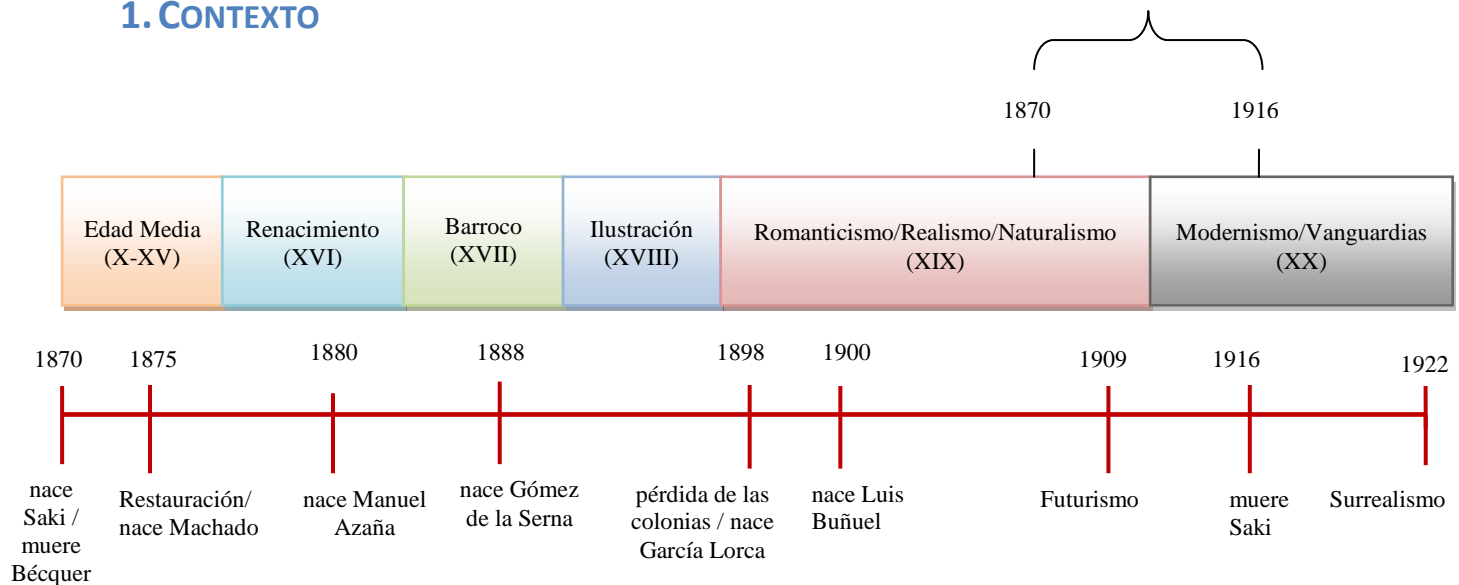 1. CONTEXTO
1870
1916
Edad Media
(X-XV)
Renacimiento
(XVI)
Barroco
(XVII)
Ilustración
(XVIII)
Romanticismo/Realismo/Naturalismo
(XIX)
Modernismo/Vanguardias
(XX)
1870
1875
1880
1888
1898
1900
1909
1916
1922
nace
Saki /
muere
Bécquer
Restauración/
nace Machado
nace Manuel
Azaña
nace Gómez
de la Serna
pérdida de las
colonias / nace
García Lorca
nace Luis
Buñuel
Futurismo
muere
Saki
Surrealismo